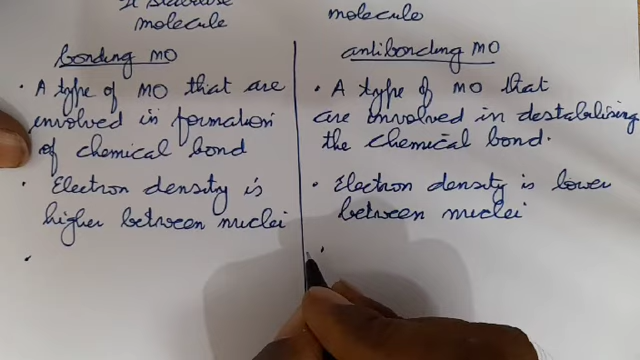 molecule
molecule
bonding MO
antibonding MO
· A type of MO that are
involved in formation
of chemical bond
· Electron density is
higher between nuclei
·
· A type of MO that
are involved in destabilising
the chemical bond.
· Electron density is lower
between nuclei
·